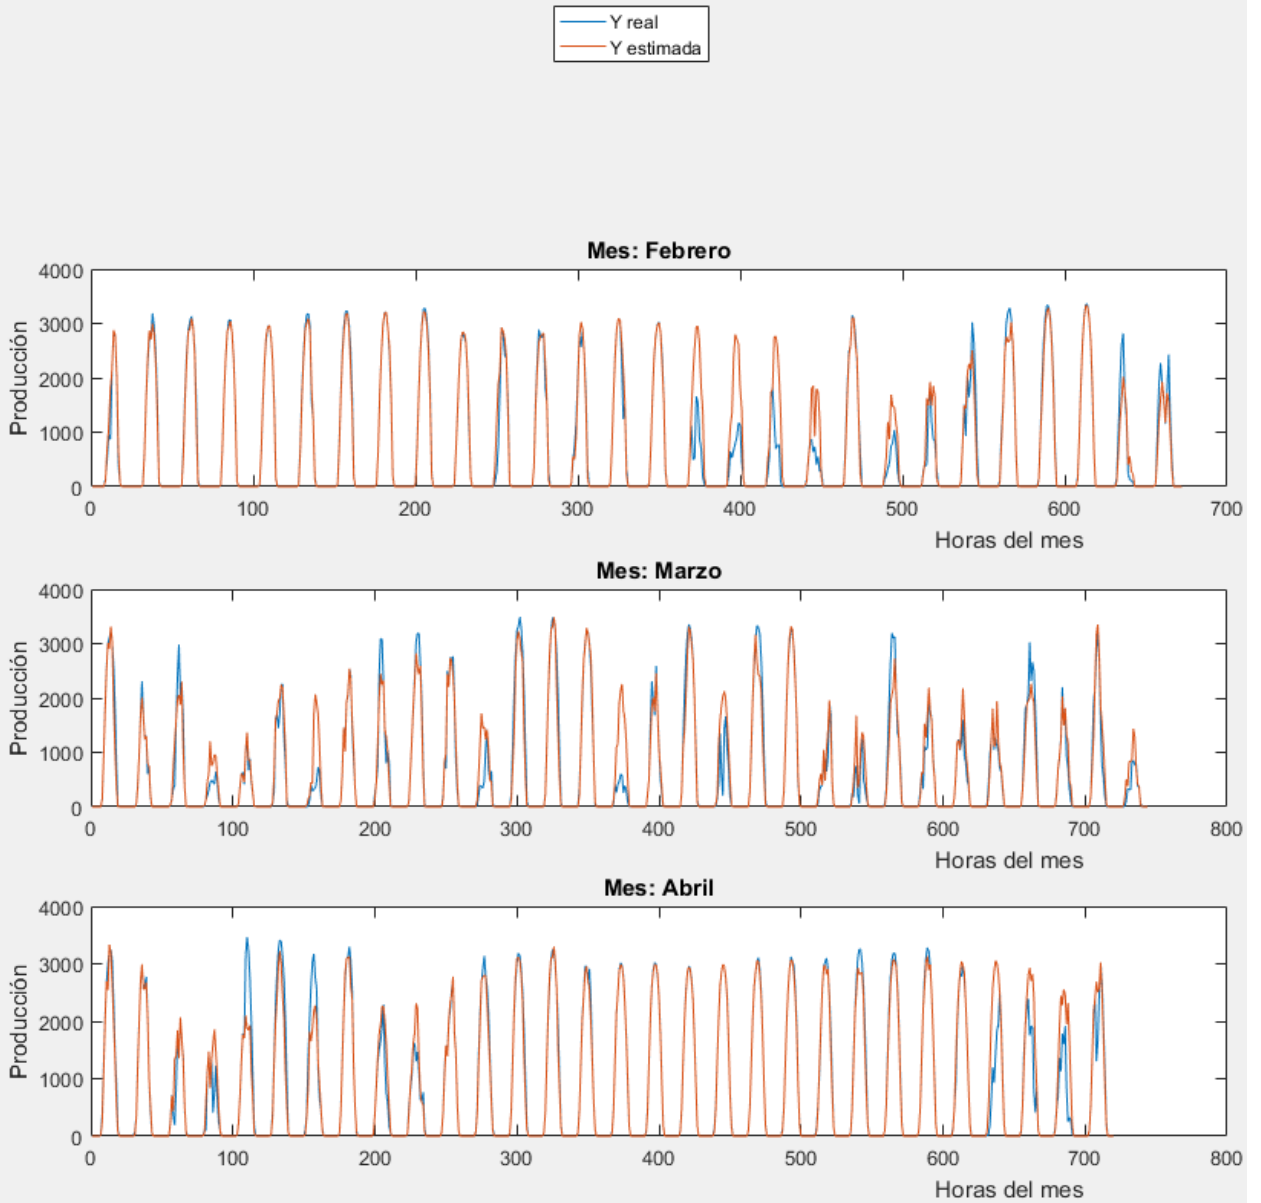 Y real
Y estimada
Mes: Febrero
Producción
4000
3000
2000
1000
0
0 100 200 300 400 500 600 700
Horas del mes
Mes: Marzo
Producción
4000
3000
2000
1000
0
0 100 200 300 400 500 600 700 800
Horas del mes
Mes: Abril
Producción
4000
3000
2000
1000
0
0 100 200 300 400 500 600 700 800
Horas del mes